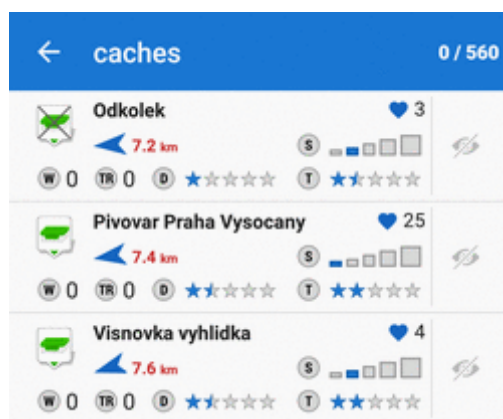 caches 0 / 560
Odkolek 3
7.2 km S
W 0 TR 0 D T
Pivovar Praha Vysocany 25
7.4 km S
W 0 TR 0 D T
Visnovka vyhlidka 4
7.6 km S
W 0 TR 0 D T